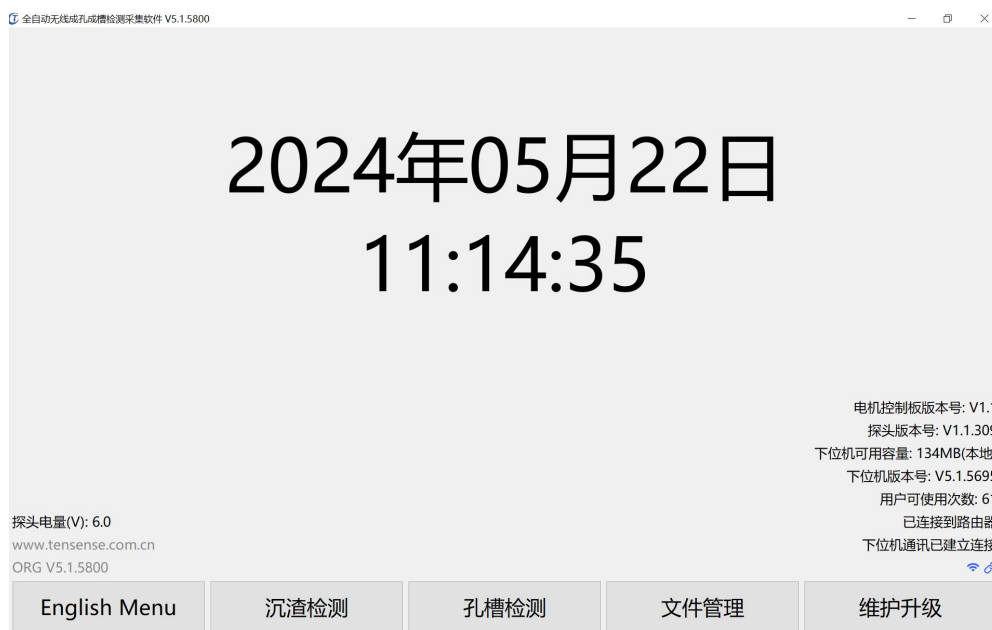 全自动无线成孔成槽检测采集软件 V5.1.5800
2024年05月22日
11:14:35
电机控制板版本号: V1.
探头版本号: V1.1.309
下位机可用容量: 134MB(本地
下位机版本号: V5.1.5695
用户可使用次数: 61
已连接到路由器
下位机通讯已建立连接
探头电量(V): 6.0
www.tensense.com.cn
ORG V5.1.5800
English Menu
沉渣检测
孔槽检测
文件管理
维护升级